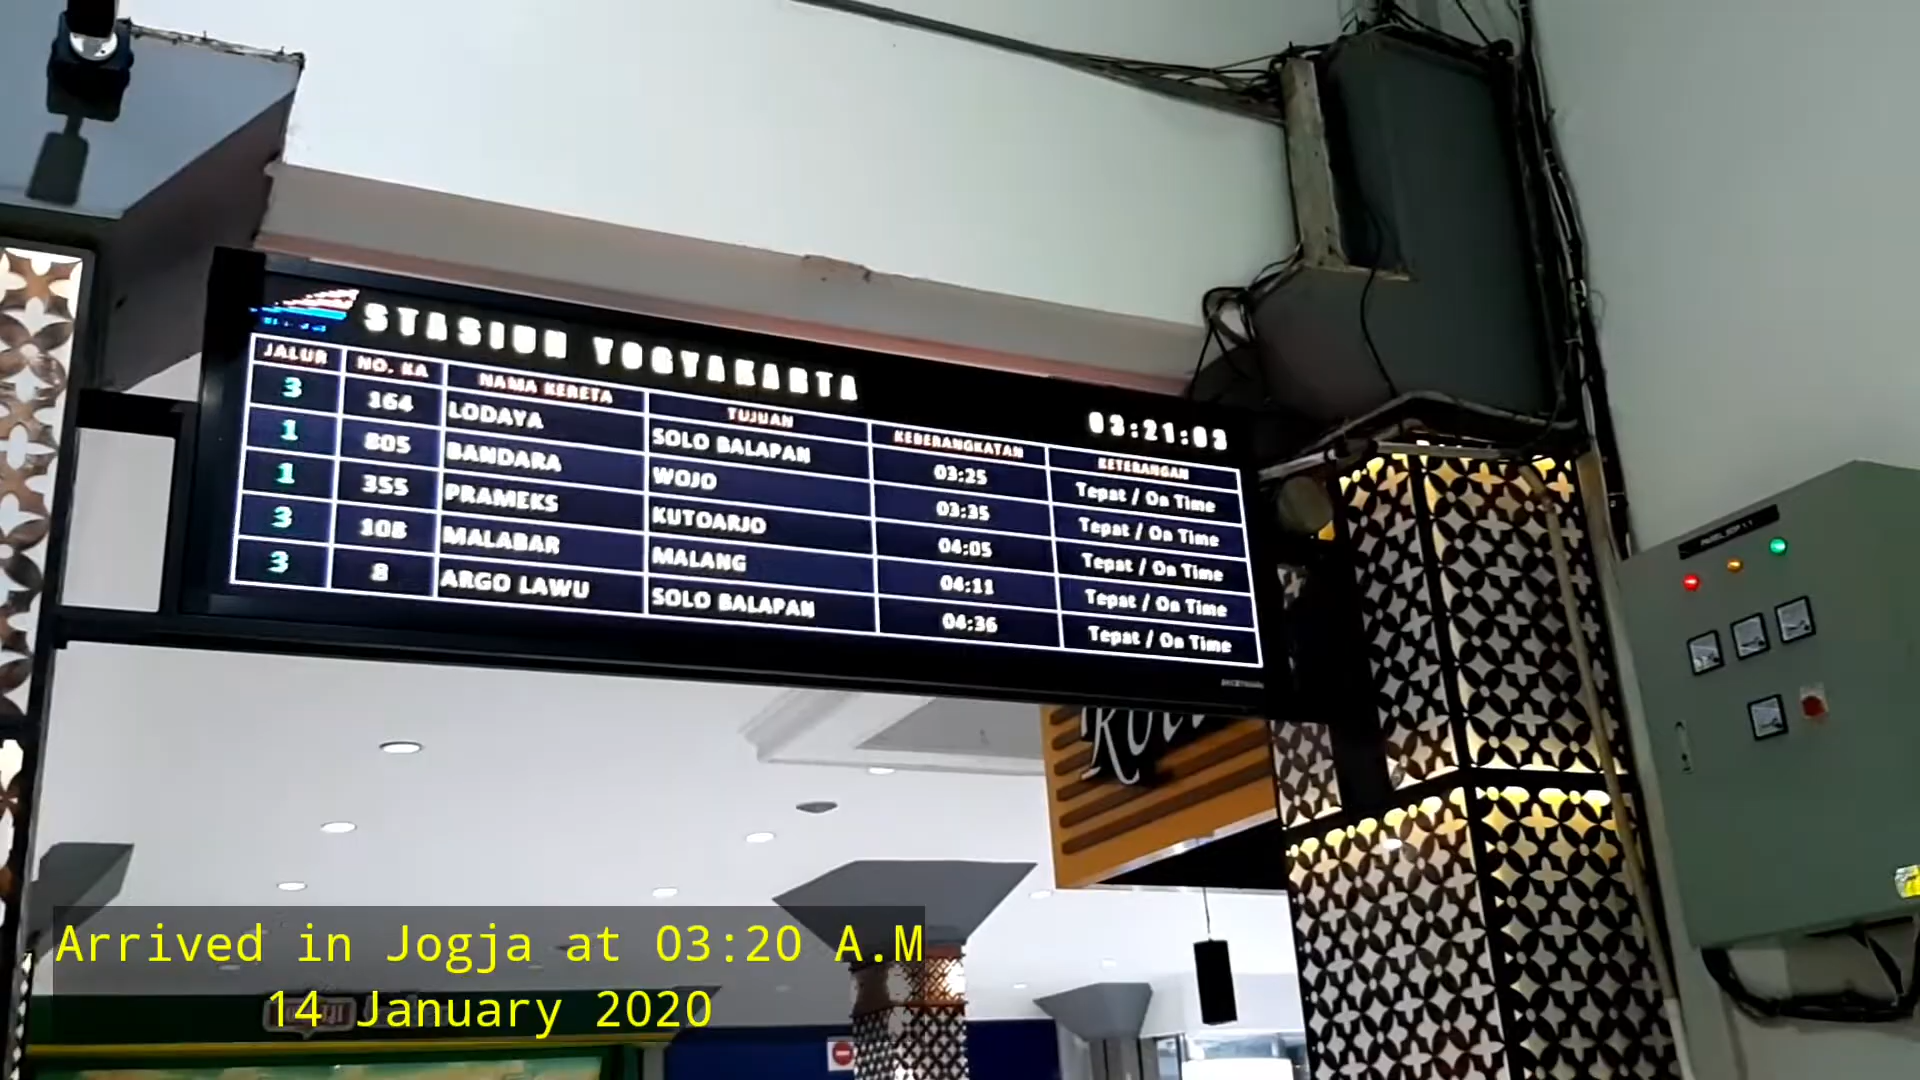 STASIUN YOGYAKARTA
03:21:03
JALUR NO. KA NAMA KERETA TUJUAN KEBERANGKATAN KETERANGAN
3 164 LODAYA SOLO BALAPAN 03:25 Tepat / On Time
1 805 BANDARA WOJO 03:35 Tepat / On Time
1 355 PRAMEKS KUTOARJO 04:05 Tepat / On Time
3 108 MALABAR MALANG 04:11 Tepat / On Time
3 8 ARGO LAWU SOLO BALAPAN 04:36 Tepat / On Time
Arrived in Jogja at 03:20 A.M
14 January 2020